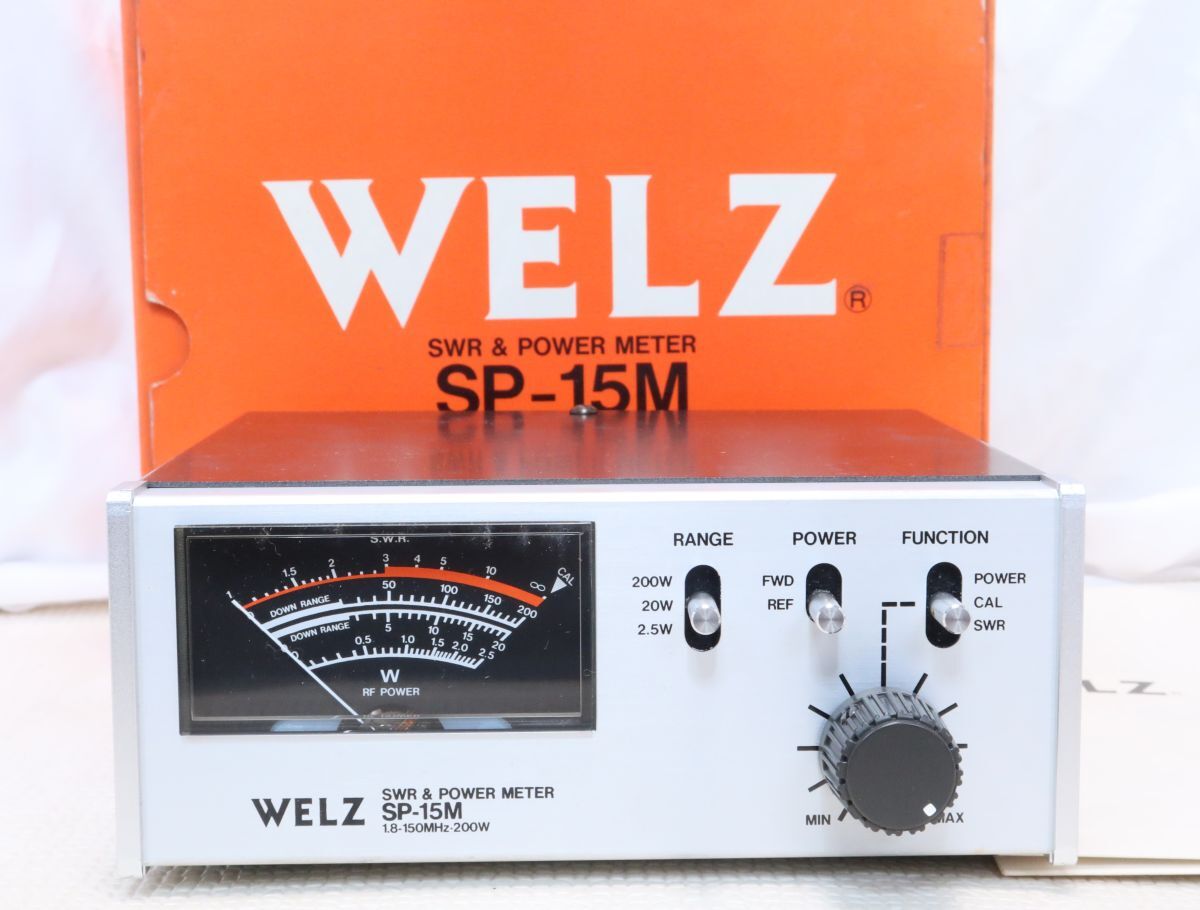 WELZ®
SWR & POWER METER
SP-15M
S.W.R.
1 1.5 2 3 4 5 10 ∞ CAL
DOWN RANGE 50 100 150 200
0 DOWN RANGE 5 10 15 20
0 0.5 1.0 1.5 2.0 2.5
W
RF POWER
RANGE
200W
20W
2.5W
POWER
FWD
REF
FUNCTION
POWER
CAL
SWR
MIN MAX
WELZ
SWR & POWER METER
SP-15M
1.8-150MHz·200W
LZ